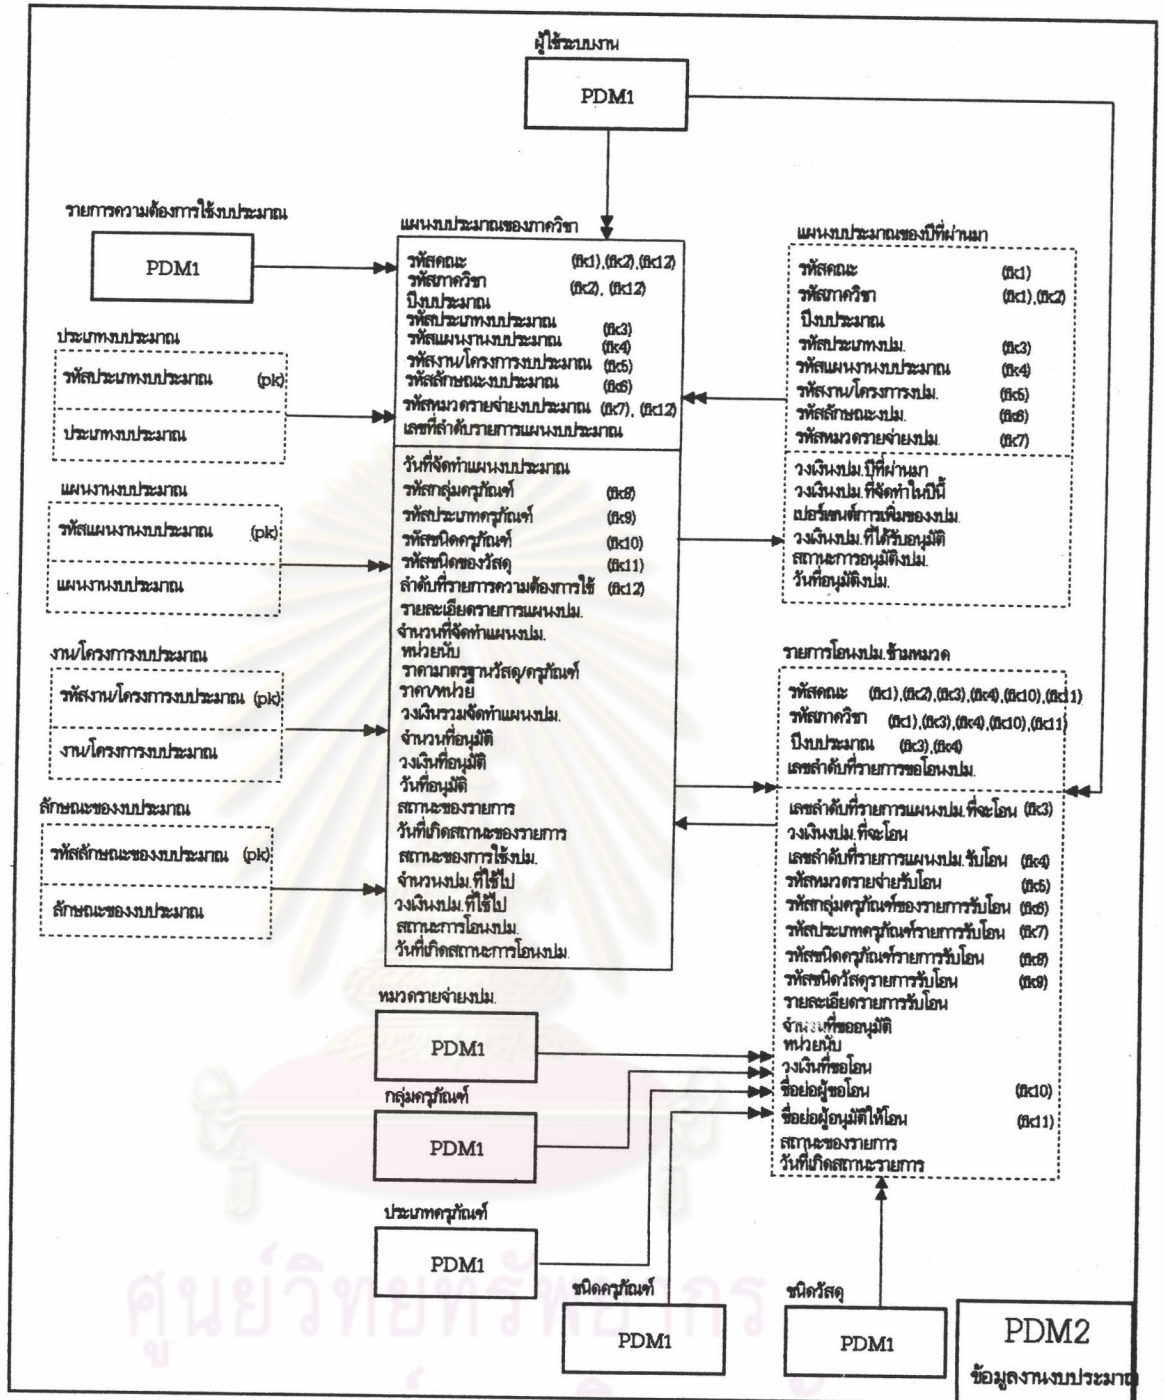 ผู้ใช้ระบบงาน
PDM1
รายการความต้องการใช้งบประมาณ
PDM1
ประเภทงบประมาณ
รหัสประเภทงบประมาณ (pk)
ประเภทงบประมาณ
แผนงานงบประมาณ
รหัสแผนงานงบประมาณ (pk)
แผนงานงบประมาณ
งาน/โครงการงบประมาณ
รหัสงาน/โครงการงบประมาณ (pk)
งาน/โครงการงบประมาณ
ลักษณะของงบประมาณ
รหัสลักษณะของงบประมาณ (pk)
ลักษณะของงบประมาณ
แผนงบประมาณของภาควิชา
รหัสคณะ (fk1),(fk2),(fk12)
รหัสภาควิชา (fk2), (fk12)
ปีงบประมาณ
รหัสประเภทงบประมาณ (fk3)
รหัสแผนงานงบประมาณ (fk4)
รหัสงาน/โครงการงบประมาณ (fk5)
รหัสลักษณะงบประมาณ (fk6)
รหัสหมวดรายจ่ายงบประมาณ (fk7), (fk12)
เลขที่ลำดับรายการแผนงบประมาณ
วันที่จัดทำแผนงบประมาณ
รหัสกลุ่มครุภัณฑ์ (fk8)
รหัสประเภทครุภัณฑ์ (fk9)
รหัสชนิดครุภัณฑ์ (fk10)
รหัสชนิดของวัสดุ (fk11)
ลำดับที่รายการความต้องการใช้ (fk12)
รายละเอียดรายการแผนงปม.
จำนวนที่จัดทำแผนงปม.
หน่วยนับ
ราคามาตรฐานวัสดุ/ครุภัณฑ์
ราคา/หน่วย
วงเงินรวมจัดทำแผนงปม.
จำนวนที่อนุมัติ
วงเงินที่อนุมัติ
วันที่อนุมัติ
สถานะของรายการ
วันที่เกิดสถานะของรายการ
สถานะของการใช้งปม.
จำนวนงปม.ที่ใช้ไป
วงเงินงปม.ที่ใช้ไป
สถานะการโอนงปม.
วันที่เกิดสถานะการโอนงปม.
แผนงบประมาณของปีที่ผ่านมา
รหัสคณะ (fk1)
รหัสภาควิชา (fk1),(fk2)
ปีงบประมาณ
รหัสประเภทงปม. (fk3)
รหัสแผนงานงบประมาณ (fk4)
รหัสงาน/โครงการงปม. (fk5)
รหัสลักษณะงปม. (fk6)
รหัสหมวดรายจ่ายงปม. (fk7)
วงเงินงปม.ปีที่ผ่านมา
วงเงินงปม.ที่จัดทำในปีนี้
เปอร์เซนต์การเพิ่มของงปม.
วงเงินงปม.ที่ได้รับอนุมัติ
สถานะการอนุมัติงปม.
วันที่อนุมัติงปม.
รายการโอนงปม.ข้ามหมวด
รหัสคณะ (fk1),(fk2),(fk3),(fk4),(fk10),(fk11)
รหัสภาควิชา (fk1),(fk3),(fk4),(fk10),(fk11)
ปีงบประมาณ (fk3),(fk4)
เลขลำดับที่รายการขอโอนงปม.
เลขลำดับที่รายการแผนงปม.ที่จะโอน (fk3)
วงเงินงปม.ที่จะโอน
เลขลำดับที่รายการแผนงปม.รับโอน (fk4)
รหัสหมวดรายจ่ายรับโอน (fk5)
รหัสกลุ่มครุภัณฑ์ของรายการรับโอน (fk6)
รหัสประเภทครุภัณฑ์รายการรับโอน (fk7)
รหัสชนิดครุภัณฑ์รายการรับโอน (fk8)
รหัสชนิดวัสดุรายการรับโอน (fk9)
รายละเอียดรายการรับโอน
จำนวนที่ขออนุมัติ
หน่วยนับ
วงเงินที่ขอโอน
ชื่อย่อผู้ขอโอน (fk10)
ชื่อย่อผู้อนุมัติให้โอน (fk11)
สถานะของรายการ
วันที่เกิดสถานะรายการ
หมวดรายจ่ายงปม.
PDM1
กลุ่มครุภัณฑ์
PDM1
ประเภทครุภัณฑ์
PDM1
ชนิดครุภัณฑ์
PDM1
ชนิดวัสดุ
PDM1
PDM2
ข้อมูลงานงบประมาณ
ศูนย์วิทยทรัพยากร